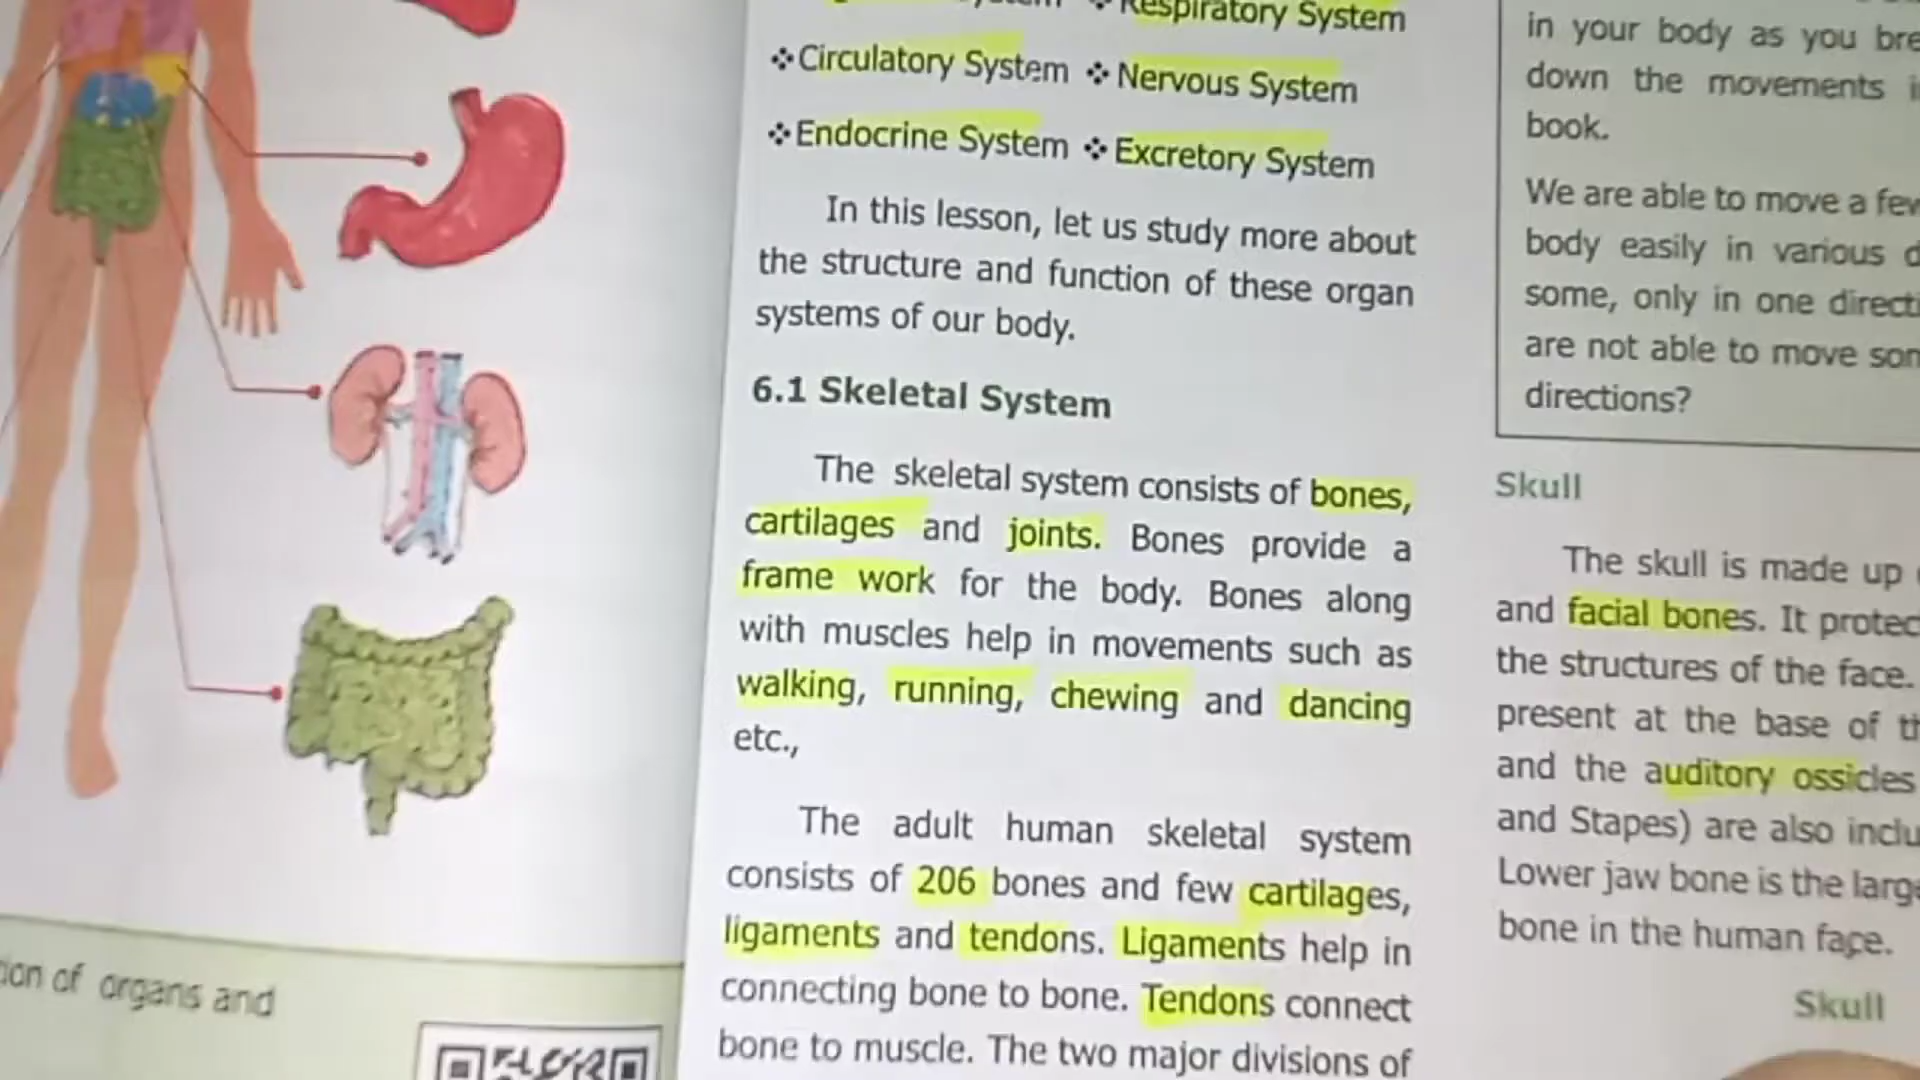 Respiratory System
❖ Circulatory System ❖ Nervous System
❖ Endocrine System ❖ Excretory System
In this lesson, let us study more about
the structure and function of these organ
systems of our body.
6.1 Skeletal System
The skeletal system consists of bones,
cartilages and joints. Bones provide a
frame work for the body. Bones along
with muscles help in movements such as
walking, running, chewing and dancing
etc.,
The adult human skeletal system
consists of 206 bones and few cartilages,
ligaments and tendons. Ligaments help in
connecting bone to bone. Tendons connect
bone to muscle. The two major divisions of
in your body as you
down the movements
book.
We are able to move a few
body easily in various
some, only in one
are not able to move
directions?
Skull
The skull is made up
and facial bones. It
the structures of the face.
present at the base of
and the auditory ossicles
and Stapes) are also
Lower jaw bone is the
bone in the human face.
Skull
of organs and